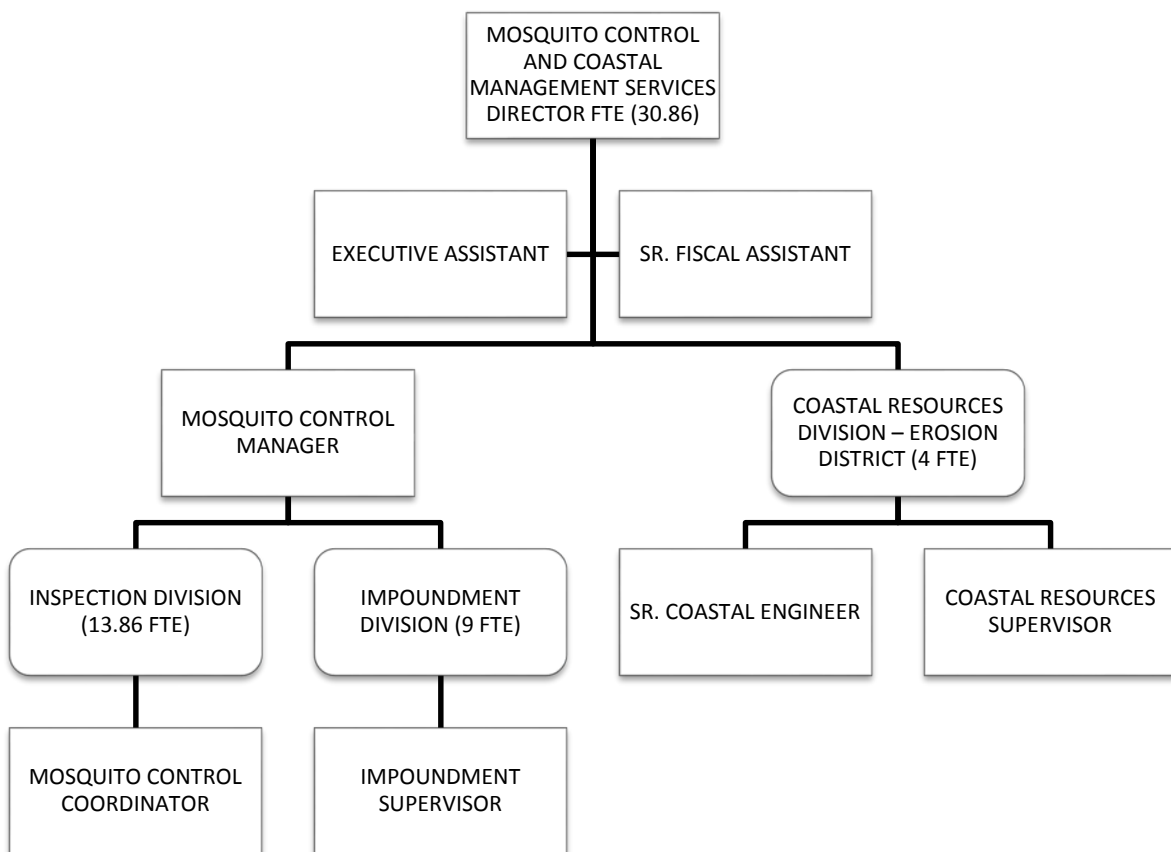 MOSQUITO CONTROL
AND COASTAL
MANAGEMENT SERVICES
DIRECTOR FTE (30.86)
EXECUTIVE ASSISTANT
SR. FISCAL ASSISTANT
MOSQUITO CONTROL
MANAGER
COASTAL RESOURCES
DIVISION – EROSION
DISTRICT (4 FTE)
INSPECTION DIVISION
(13.86 FTE)
IMPOUNDMENT
DIVISION (9 FTE)
SR. COASTAL ENGINEER
COASTAL RESOURCES
SUPERVISOR
MOSQUITO CONTROL
COORDINATOR
IMPOUNDMENT
SUPERVISOR